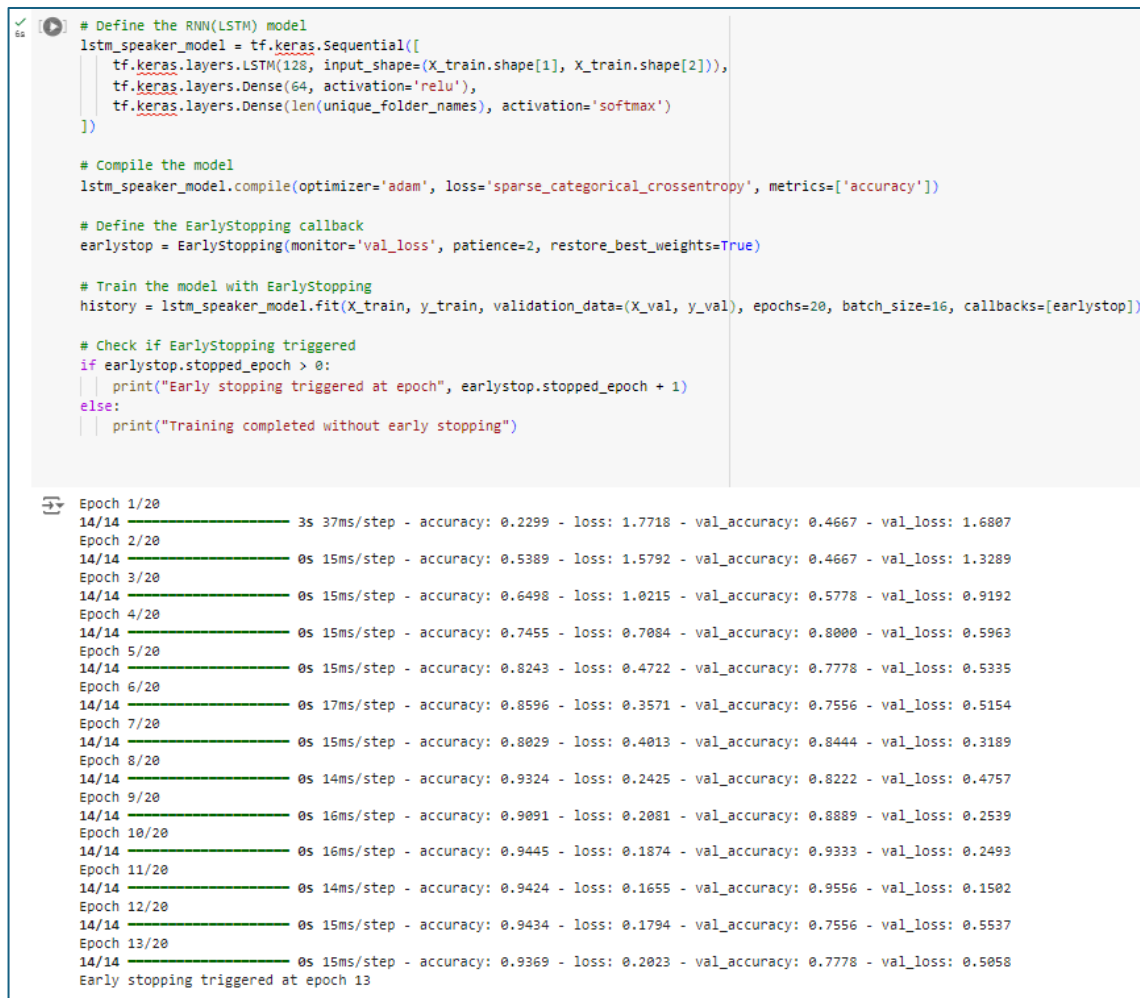 6s
# Define the RNN(LSTM) model
lstm_speaker_model = tf.keras.Sequential([
    tf.keras.layers.LSTM(128, input_shape=(X_train.shape[1], X_train.shape[2])),
    tf.keras.layers.Dense(64, activation='relu'),
    tf.keras.layers.Dense(len(unique_folder_names), activation='softmax')
])
# Compile the model
lstm_speaker_model.compile(optimizer='adam', loss='sparse_categorical_crossentropy', metrics=['accuracy'])
# Define the EarlyStopping callback
earlystop = EarlyStopping(monitor='val_loss', patience=2, restore_best_weights=True)
# Train the model with EarlyStopping
history = lstm_speaker_model.fit(X_train, y_train, validation_data=(X_val, y_val), epochs=20, batch_size=16, callbacks=[earlystop])
# Check if EarlyStopping triggered
if earlystop.stopped_epoch > 0:
    print("Early stopping triggered at epoch", earlystop.stopped_epoch + 1)
else:
    print("Training completed without early stopping")
Epoch 1/20
14/14 3s 37ms/step - accuracy: 0.2299 - loss: 1.7718 - val_accuracy: 0.4667 - val_loss: 1.6807
Epoch 2/20
14/14 0s 15ms/step - accuracy: 0.5389 - loss: 1.5792 - val_accuracy: 0.4667 - val_loss: 1.3289
Epoch 3/20
14/14 0s 15ms/step - accuracy: 0.6498 - loss: 1.0215 - val_accuracy: 0.5778 - val_loss: 0.9192
Epoch 4/20
14/14 0s 15ms/step - accuracy: 0.7455 - loss: 0.7084 - val_accuracy: 0.8000 - val_loss: 0.5963
Epoch 5/20
14/14 0s 15ms/step - accuracy: 0.8243 - loss: 0.4722 - val_accuracy: 0.7778 - val_loss: 0.5335
Epoch 6/20
14/14 0s 17ms/step - accuracy: 0.8596 - loss: 0.3571 - val_accuracy: 0.7556 - val_loss: 0.5154
Epoch 7/20
14/14 0s 15ms/step - accuracy: 0.8029 - loss: 0.4013 - val_accuracy: 0.8444 - val_loss: 0.3189
Epoch 8/20
14/14 0s 14ms/step - accuracy: 0.9324 - loss: 0.2425 - val_accuracy: 0.8222 - val_loss: 0.4757
Epoch 9/20
14/14 0s 16ms/step - accuracy: 0.9091 - loss: 0.2081 - val_accuracy: 0.8889 - val_loss: 0.2539
Epoch 10/20
14/14 0s 16ms/step - accuracy: 0.9445 - loss: 0.1874 - val_accuracy: 0.9333 - val_loss: 0.2493
Epoch 11/20
14/14 0s 14ms/step - accuracy: 0.9424 - loss: 0.1655 - val_accuracy: 0.9556 - val_loss: 0.1502
Epoch 12/20
14/14 0s 15ms/step - accuracy: 0.9434 - loss: 0.1794 - val_accuracy: 0.7556 - val_loss: 0.5537
Epoch 13/20
14/14 0s 15ms/step - accuracy: 0.9369 - loss: 0.2023 - val_accuracy: 0.7778 - val_loss: 0.5058
Early stopping triggered at epoch 13